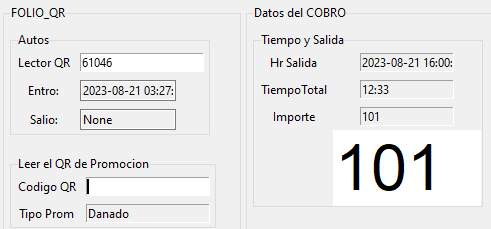 FOLIO_QR
Autos
Lector QR 61046
Entro: 2023-08-21 03:27:
Salio: None
Leer el QR de Promocion
Codigo QR
Tipo Prom Danado
Datos del COBRO
Tiempo y Salida
Hr Salida 2023-08-21 16:00:
TiempoTotal 12:33
Importe 101
101